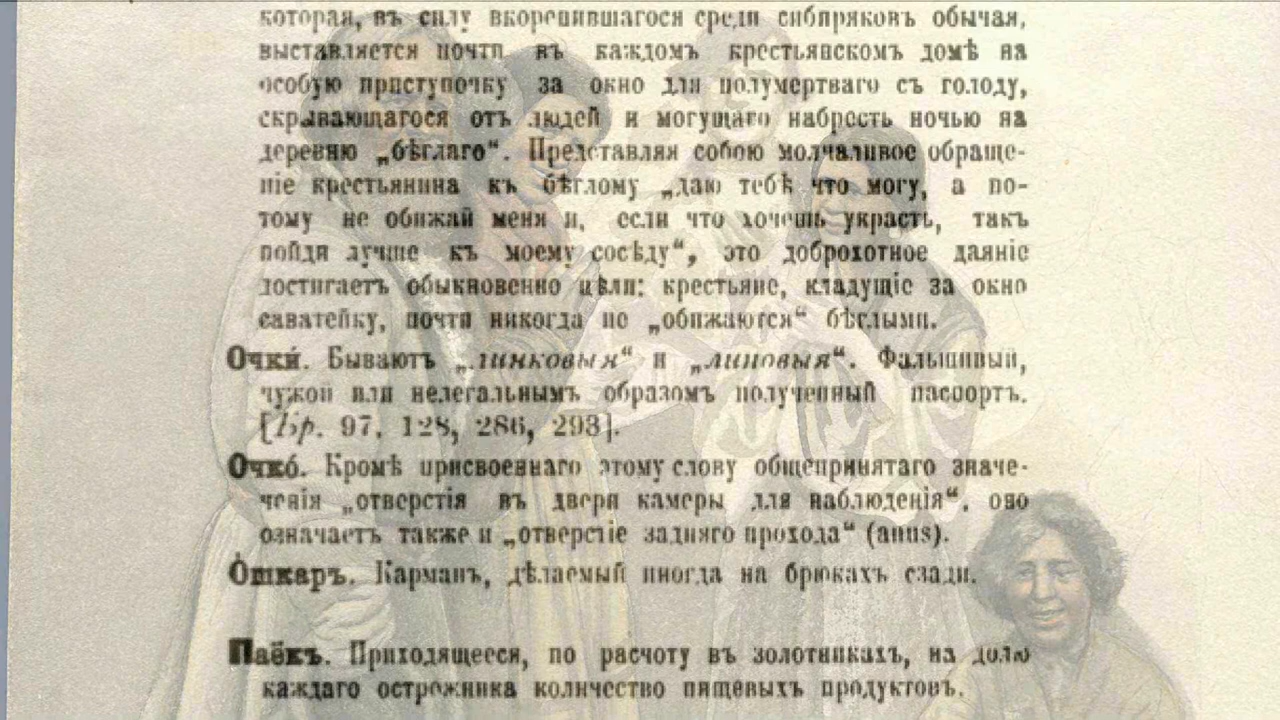 которая, въ силу вкоренившагося среди сибиряковъ обычая,
выставляется почти въ каждомъ крестьянскомъ домѣ на
особую приступочку за окно для полумертваго съ голоду,
скрывающагося отъ людей и могущаго набресть ночью на
деревню „бѣглаго“. Представляя собою молчаливое обраще-
ніе крестьянина къ бѣглому „даю тебѣ что могу, а по-
тому не обижай меня и, если что хочешь украсть, такъ
пойди лучше къ моему сосѣду“, это доброхотное даяніе
достигаетъ обыкновенно цѣли: крестьяне, кладущіе за окно
саватейку, почти никогда не „обижаются“ бѣглыми.
Очки́. Бываютъ „линковыя“ и „липовыя“. Фальшивый,
чужой или нелегальнымъ образомъ полученный паспортъ.
[Бр. 97, 128, 286, 293].
Очко́. Кромѣ присвоеннаго этому слову общепринятаго значе-
ченія „отверстія въ двери камеры для наблюденія“, оно
означаетъ также и „отверстіе задняго прохода“ (anus).
О́шкаръ. Карманъ, дѣлаемый иногда на брюкахъ сзади.
Паёкъ. Приходящееся, по расчоту въ золотникахъ, на долю
каждаго острожника количество пищевыхъ продуктовъ.